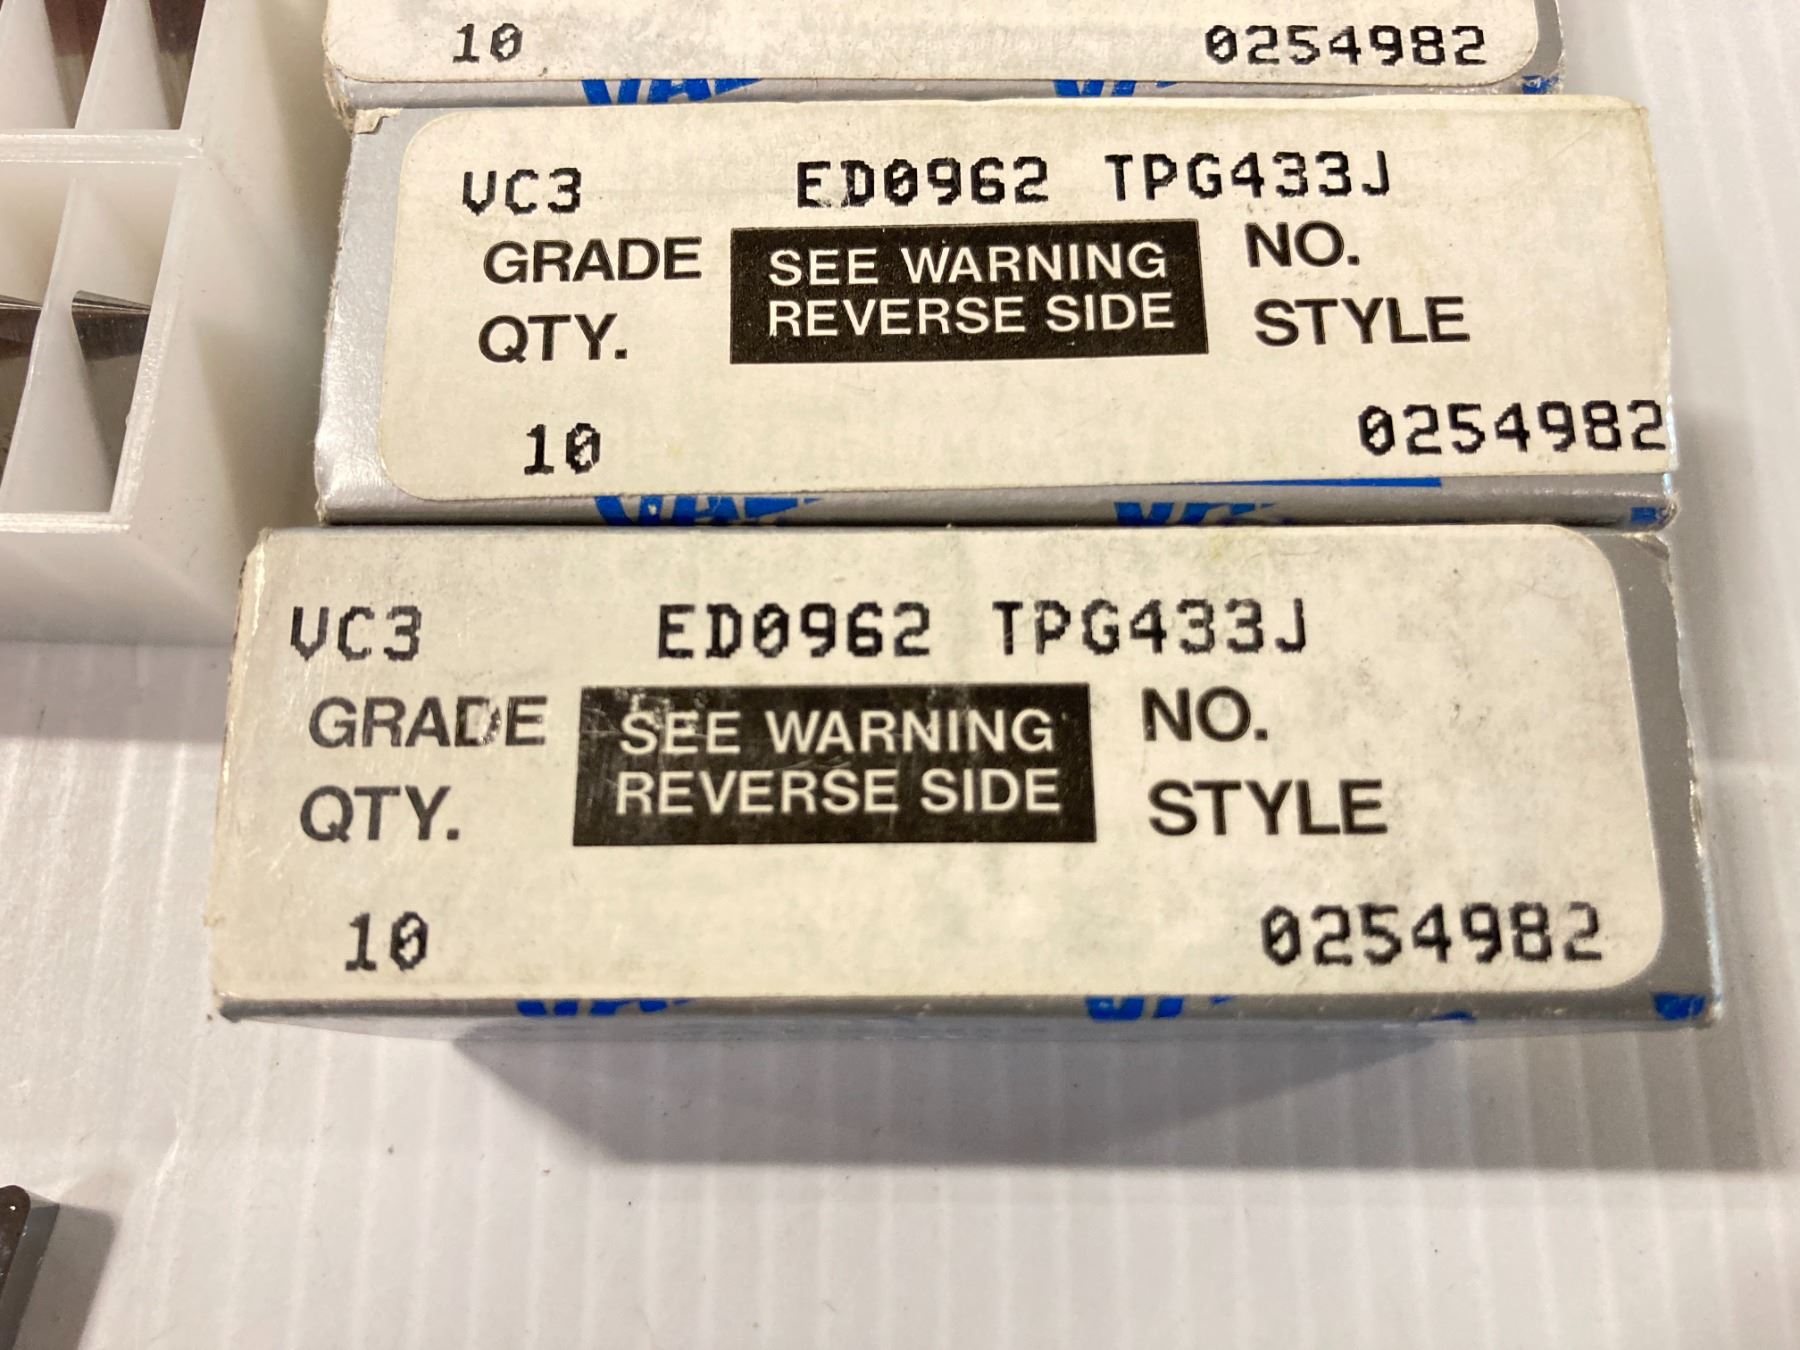 10 0254982
VC3 ED0962 TPG433J
GRADE SEE WARNING NO.
QTY. REVERSE SIDE STYLE
10 0254982
VC3 ED0962 TPG433J
GRADE SEE WARNING NO.
QTY. REVERSE SIDE STYLE
10 0254982